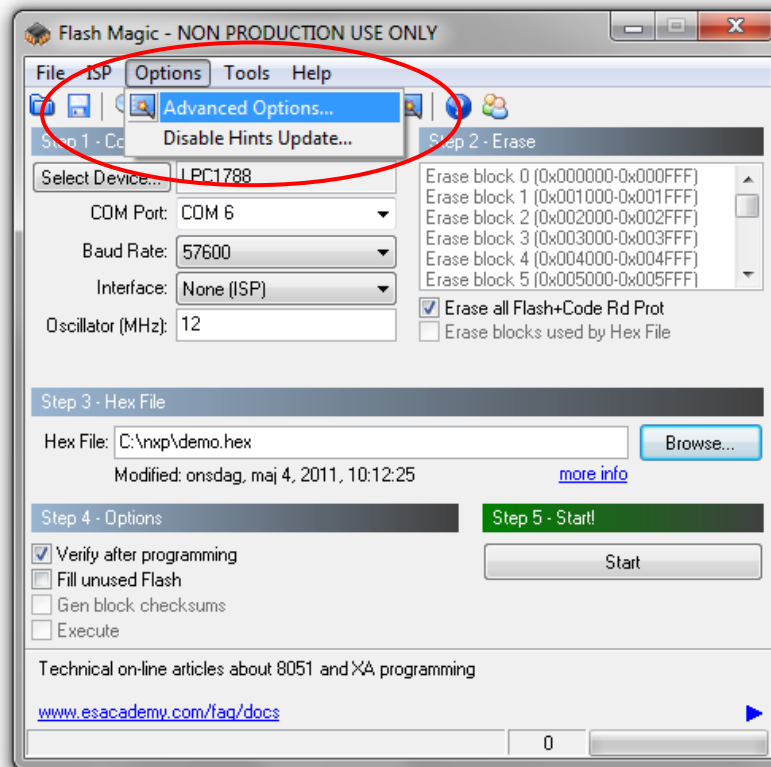 Flash Magic - NON PRODUCTION USE ONLY
File ISP Options Tools Help
Advanced Options...
Disable Hints Update...
Step 1 - Co
Step 2 - Erase
Select Device... LPC1788
COM Port: COM 6
Baud Rate: 57600
Interface: None (ISP)
Oscillator (MHz): 12
Erase block 0 (0x000000-0x000FFF)
Erase block 1 (0x001000-0x001FFF)
Erase block 2 (0x002000-0x002FFF)
Erase block 3 (0x003000-0x003FFF)
Erase block 4 (0x004000-0x004FFF)
Erase block 5 (0x005000-0x005FFF)
Erase all Flash+Code Rd Prot
Erase blocks used by Hex File
Step 3 - Hex File
Hex File: C:\nxp\demo.hex Browse...
Modified: onsdag, maj 4, 2011, 10:12:25 more info
Step 4 - Options
Step 5 - Start!
Verify after programming
Fill unused Flash
Gen block checksums
Execute
Start
Technical on-line articles about 8051 and XA programming
www.esacademy.com/faq/docs
0